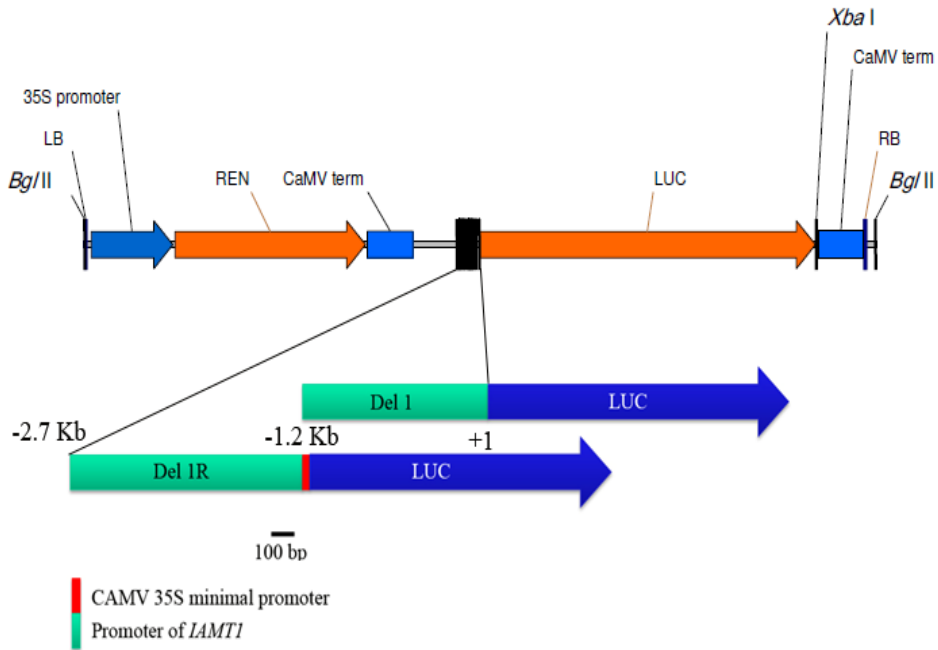 Xba I
CaMV term
35S promoter
LB
RB
Bgl II
REN
CaMV term
LUC
Bgl II
Del 1
LUC
-2.7 Kb
-1.2 Kb
+1
Del 1R
LUC
100 bp
CAMV 35S minimal promoter
Promoter of IAMT1